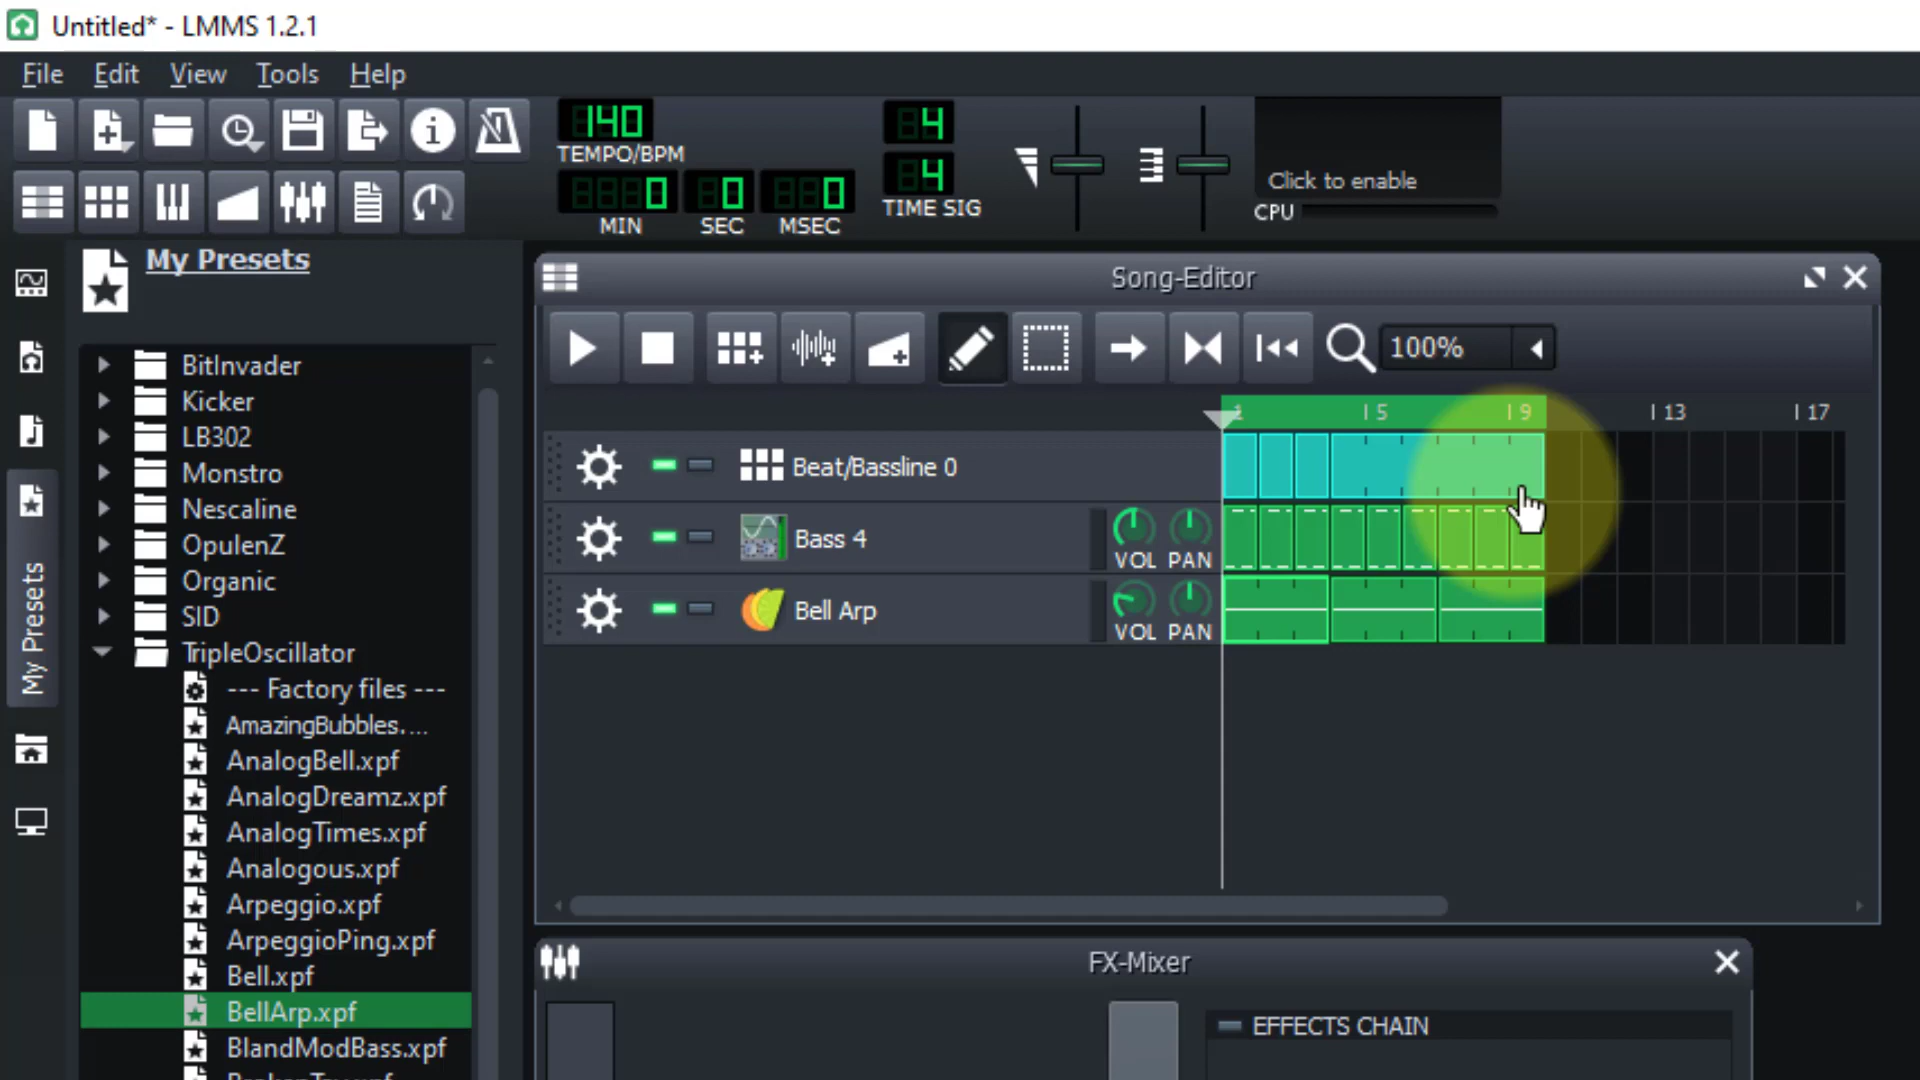 Untitled* - LMMS 1.2.1
File Edit View Tools Help
140
TEMPO/BPM
0 0 0
MIN SEC MSEC
4
4
TIME SIG
Click to enable
CPU
My Presets
My Presets
BitInvader
Kicker
LB302
Monstro
Nescaline
OpulenZ
Organic
SID
TripleOscillator
--- Factory files ---
AmazingBubbles....
AnalogBell.xpf
AnalogDreamz.xpf
AnalogTimes.xpf
Analogous.xpf
Arpeggio.xpf
ArpeggioPing.xpf
Bell.xpf
BellArp.xpf
BlandModBass.xpf
Song-Editor
100%
1 5 9 13 17
Beat/Bassline 0
Bass 4
VOL PAN
Bell Arp
VOL PAN
FX-Mixer
EFFECTS CHAIN